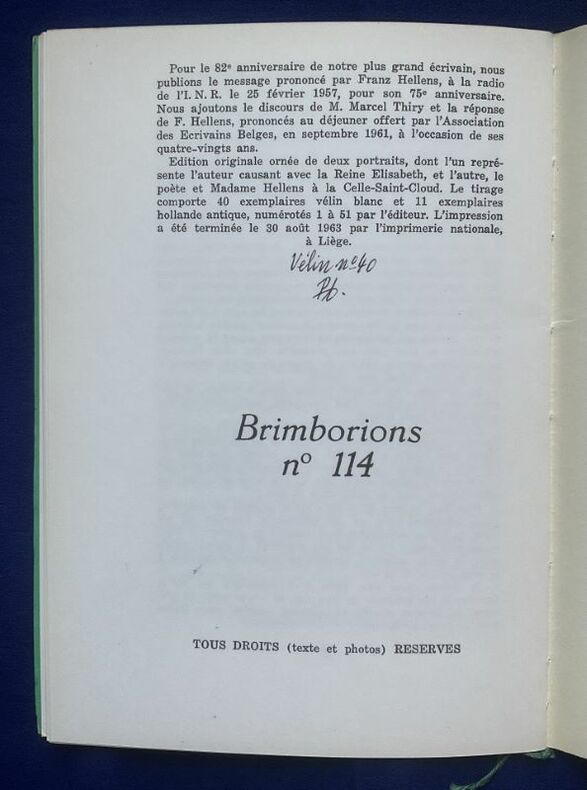 Pour le 82e anniversaire de notre plus grand écrivain, nous
publions le message prononcé par Franz Hellens, à la radio
de l'I. N. R. le 25 février 1957, pour son 75e anniversaire.
Nous ajoutons le discours de M. Marcel Thiry et la réponse
de F. Hellens, prononcés au déjeuner offert par l'Association
des Ecrivains Belges, en septembre 1961, à l'occasion de ses
quatre-vingts ans.
Edition originale ornée de deux portraits, dont l'un repré-
sente l'auteur causant avec la Reine Elisabeth, et l'autre, le
poète et Madame Hellens à la Celle-Saint-Cloud. Le tirage
comporte 40 exemplaires vélin blanc et 11 exemplaires
hollande antique, numérotés 1 à 51 par l'éditeur. L'impression
a été terminée le 30 août 1963 par l'imprimerie nationale,
à Liège.
Vélin nº 40
Brimborions
nº 114
TOUS DROITS (texte et photos) RESERVES